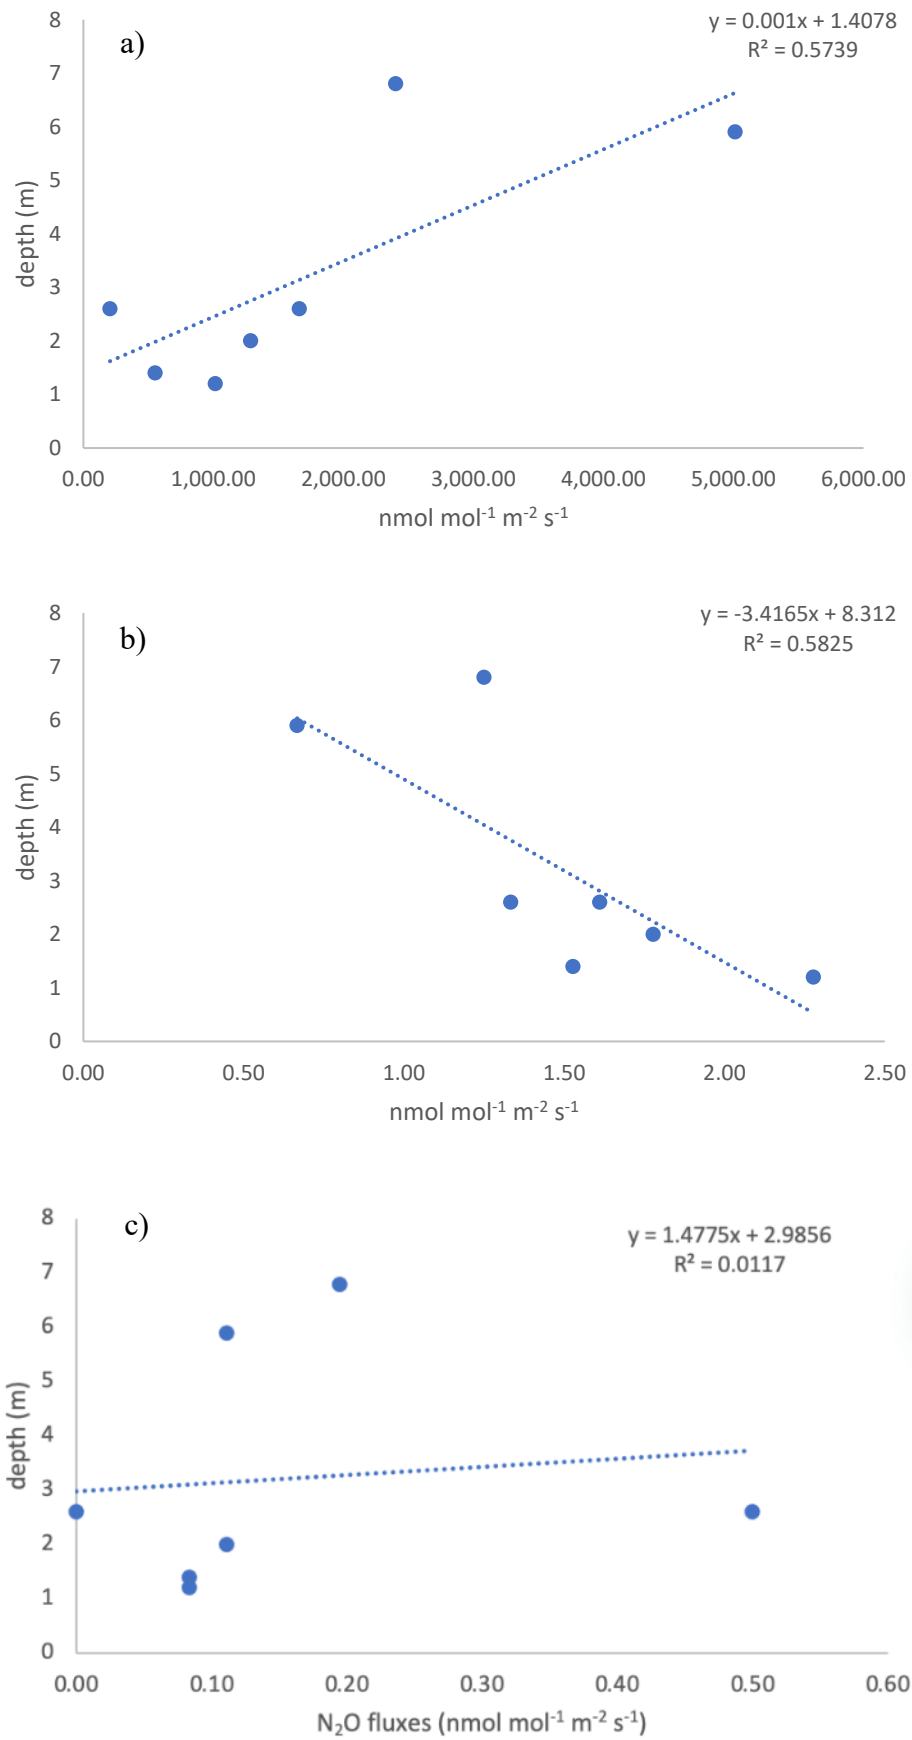 a)
y = 0.001x + 1.4078
R² = 0.5739
8
7
6
5
4
3
2
1
0
depth (m)
0.00 1,000.00 2,000.00 3,000.00 4,000.00 5,000.00 6,000.00
nmol mol⁻¹ m⁻² s⁻¹
b)
y = -3.4165x + 8.312
R² = 0.5825
8
7
6
5
4
3
2
1
0
depth (m)
0.00 0.50 1.00 1.50 2.00 2.50
nmol mol⁻¹ m⁻² s⁻¹
c)
y = 1.4775x + 2.9856
R² = 0.0117
8
7
6
5
4
3
2
1
0
depth (m)
0.00 0.10 0.20 0.30 0.40 0.50 0.60
N₂O fluxes (nmol mol⁻¹ m⁻² s⁻¹)